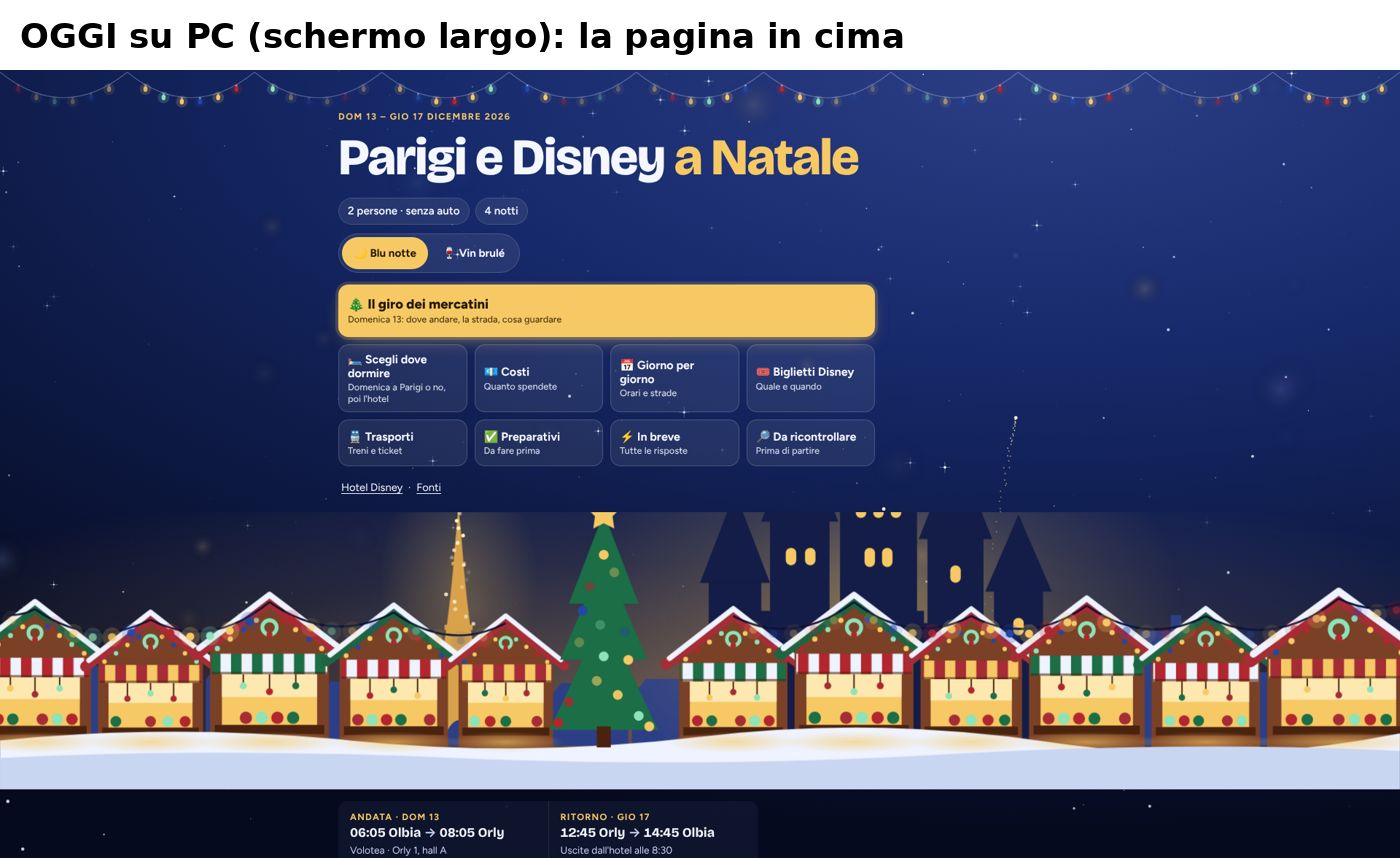 OGGI su PC (schermo largo): la pagina in cima
DOM 13 – GIO 17 DICEMBRE 2026
Parigi e Disney a Natale
2 persone · senza auto
4 notti
🌙 Blu notte
🍷 Vin brulé
🎄 Il giro dei mercatini
Domenica 13: dove andare, la strada, cosa guardare
🛏️ Scegli dove
dormire
Domenica a Parigi o no,
poi l'hotel
💶 Costi
Quanto spendete
📅 Giorno per
giorno
Orari e strade
🎟️ Biglietti Disney
Quale e quando
🚆 Trasporti
Treni e ticket
✅ Preparativi
Da fare prima
⚡ In breve
Tutte le risposte
🔎 Da ricontrollare
Prima di partire
Hotel Disney · Fonti
ANDATA · DOM 13
06:05 Olbia → 08:05 Orly
Volotea · Orly 1, hall A
RITORNO · GIO 17
12:45 Orly → 14:45 Olbia
Uscite dall'hotel alle 8:30